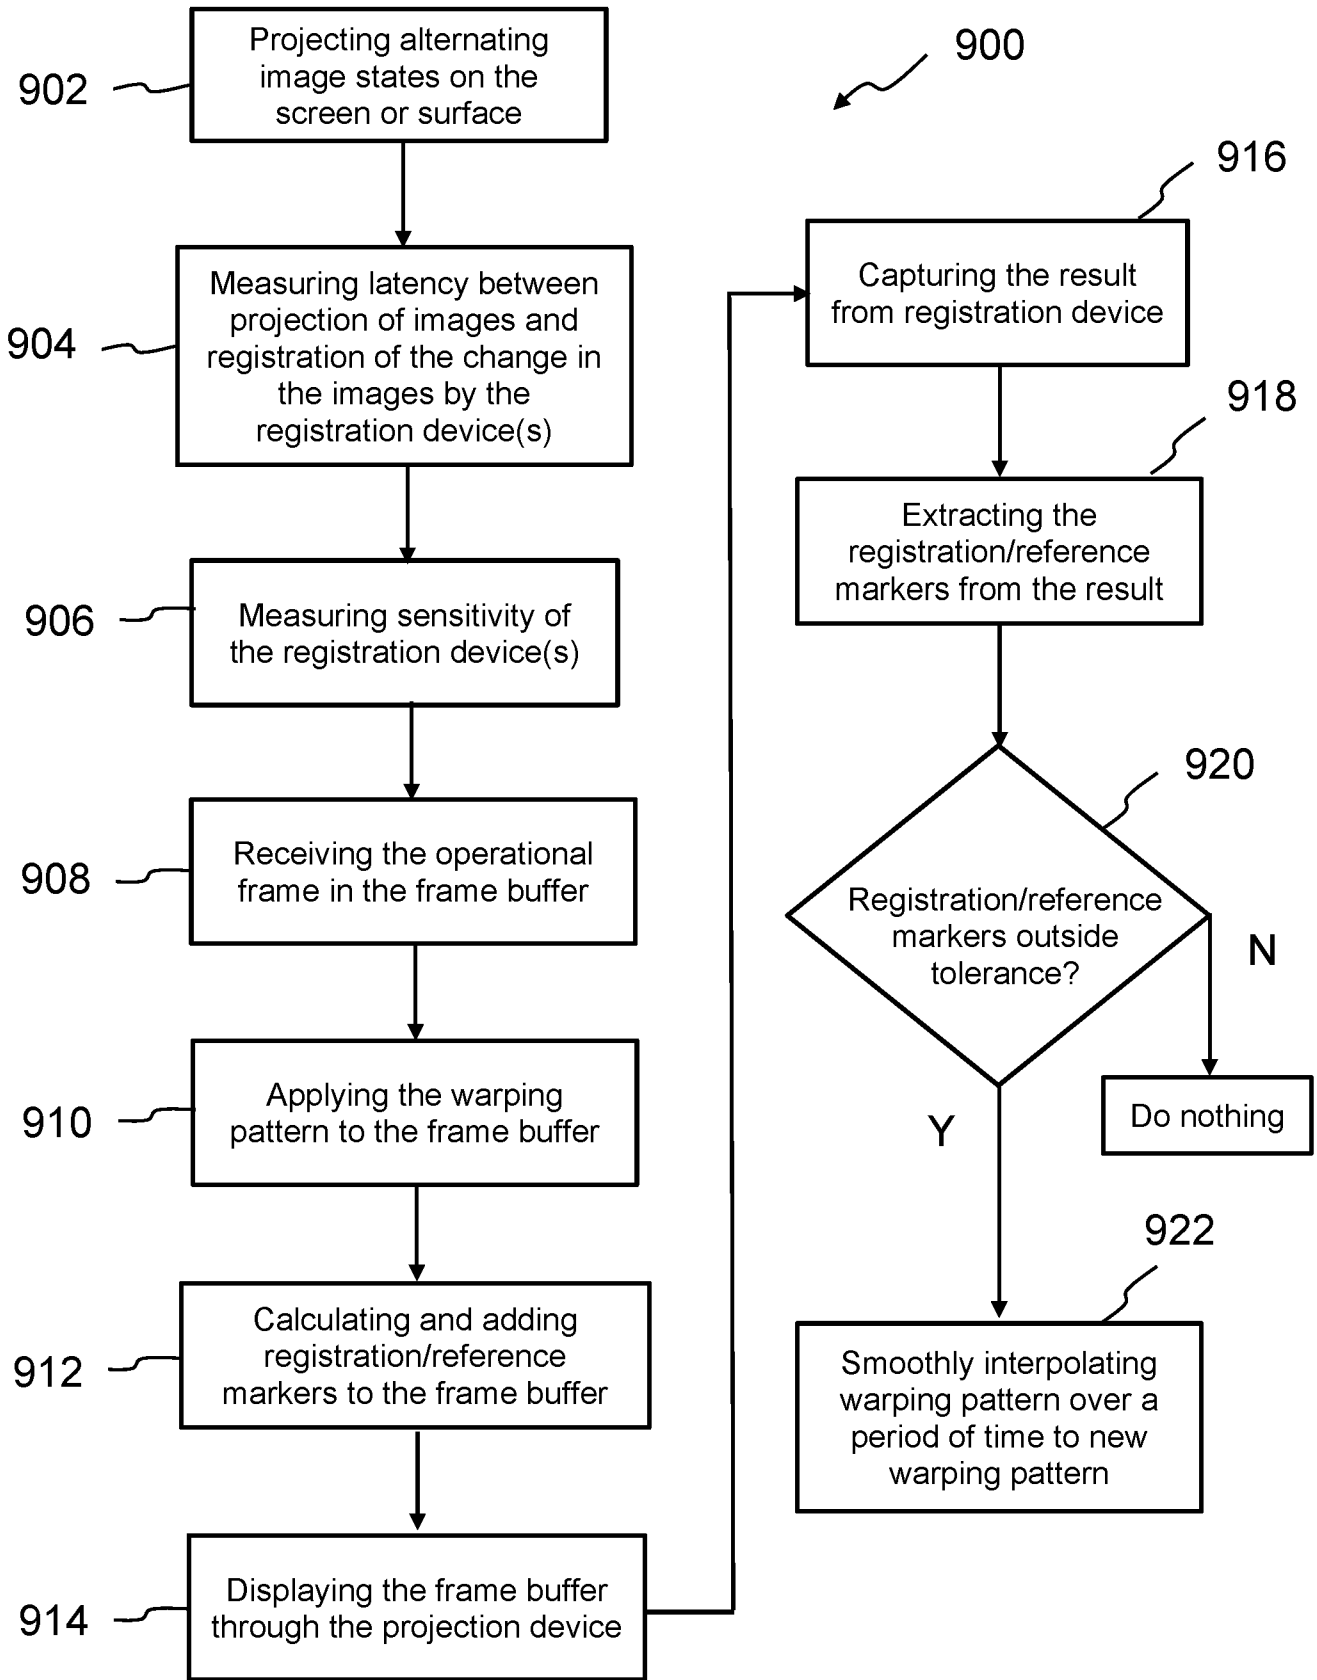 902
Projecting alternating
image states on the
screen or surface
904
Measuring latency between
projection of images and
registration of the change in
the images by the
registration device(s)
906
Measuring sensitivity of
the registration device(s)
908
Receiving the operational
frame in the frame buffer
910
Applying the warping
pattern to the frame buffer
912
Calculating and adding
registration/reference
markers to the frame buffer
914
Displaying the frame buffer
through the projection device
900
916
Capturing the result
from registration device
918
Extracting the
registration/reference
markers from the result
920
Registration/reference
markers outside
tolerance?
N
Do nothing
Y
922
Smoothly interpolating
warping pattern over a
period of time to new
warping pattern